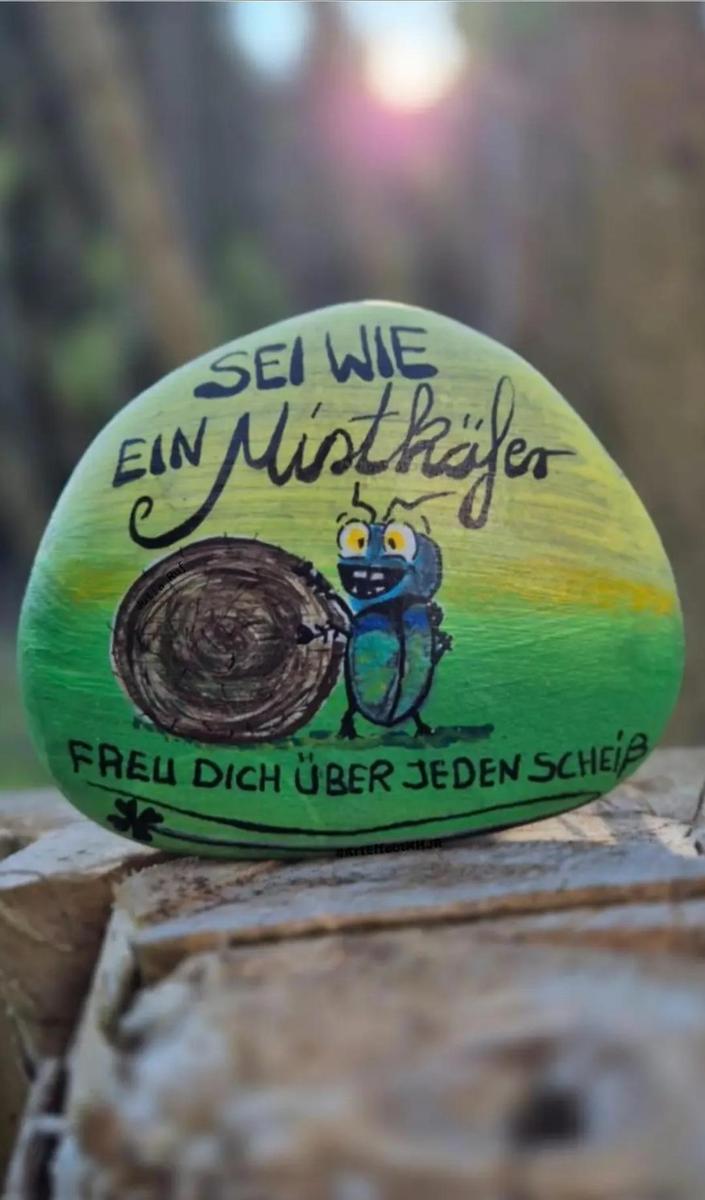 SEI WIE
EIN Mistkäfer
FREU DICH ÜBER JEDEN SCHEIß